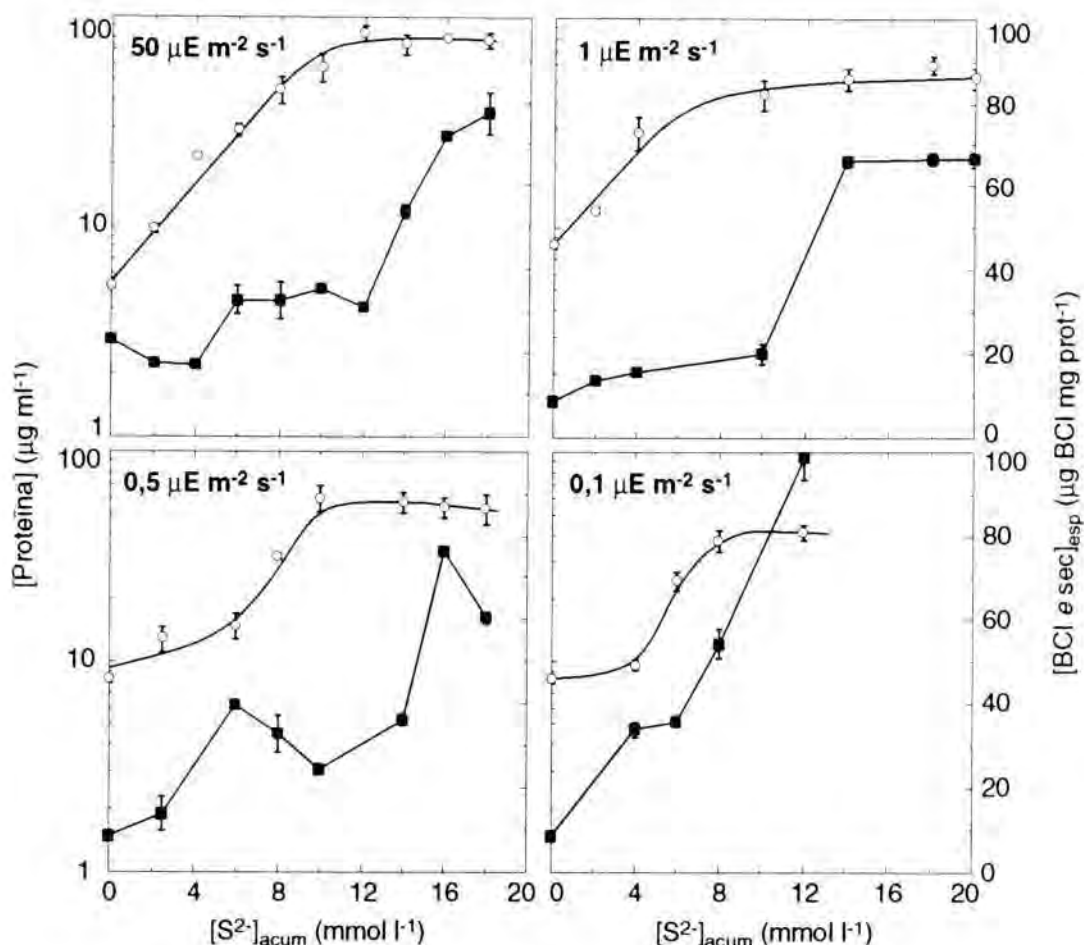 50 µE m⁻² s⁻¹
1 µE m⁻² s⁻¹
100
10
1
100
80
60
40
20
0
[Proteïna] (µg ml⁻¹)
[BCl e sec]esp (µg BCl mg prot⁻¹)
0,5 µE m⁻² s⁻¹
0,1 µE m⁻² s⁻¹
100
10
1
100
80
60
40
20
0
0 4 8 12 16 20
0 4 8 12 16 20
[S²⁻]acum (mmol l⁻¹)
[S²⁻]acum (mmol l⁻¹)